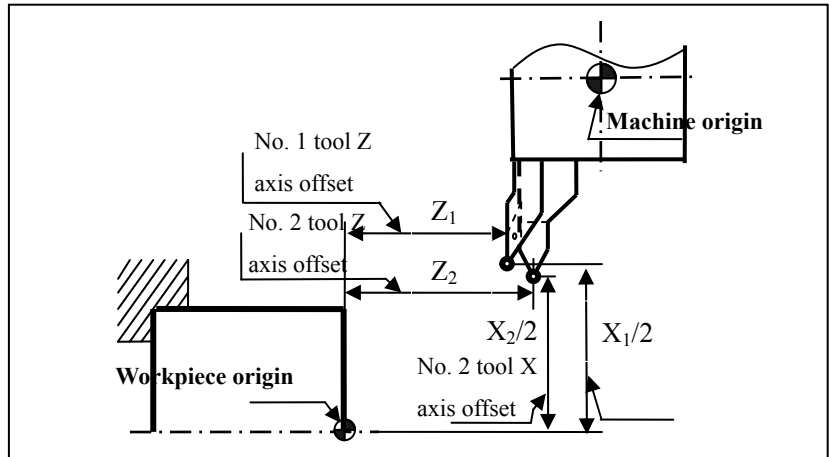 Machine origin
No. 1 tool Z
axis offset
Z₁
No. 2 tool Z
axis offset
Z₂
X₂/2
X₁/2
No. 2 tool X
axis offset
Workpiece origin